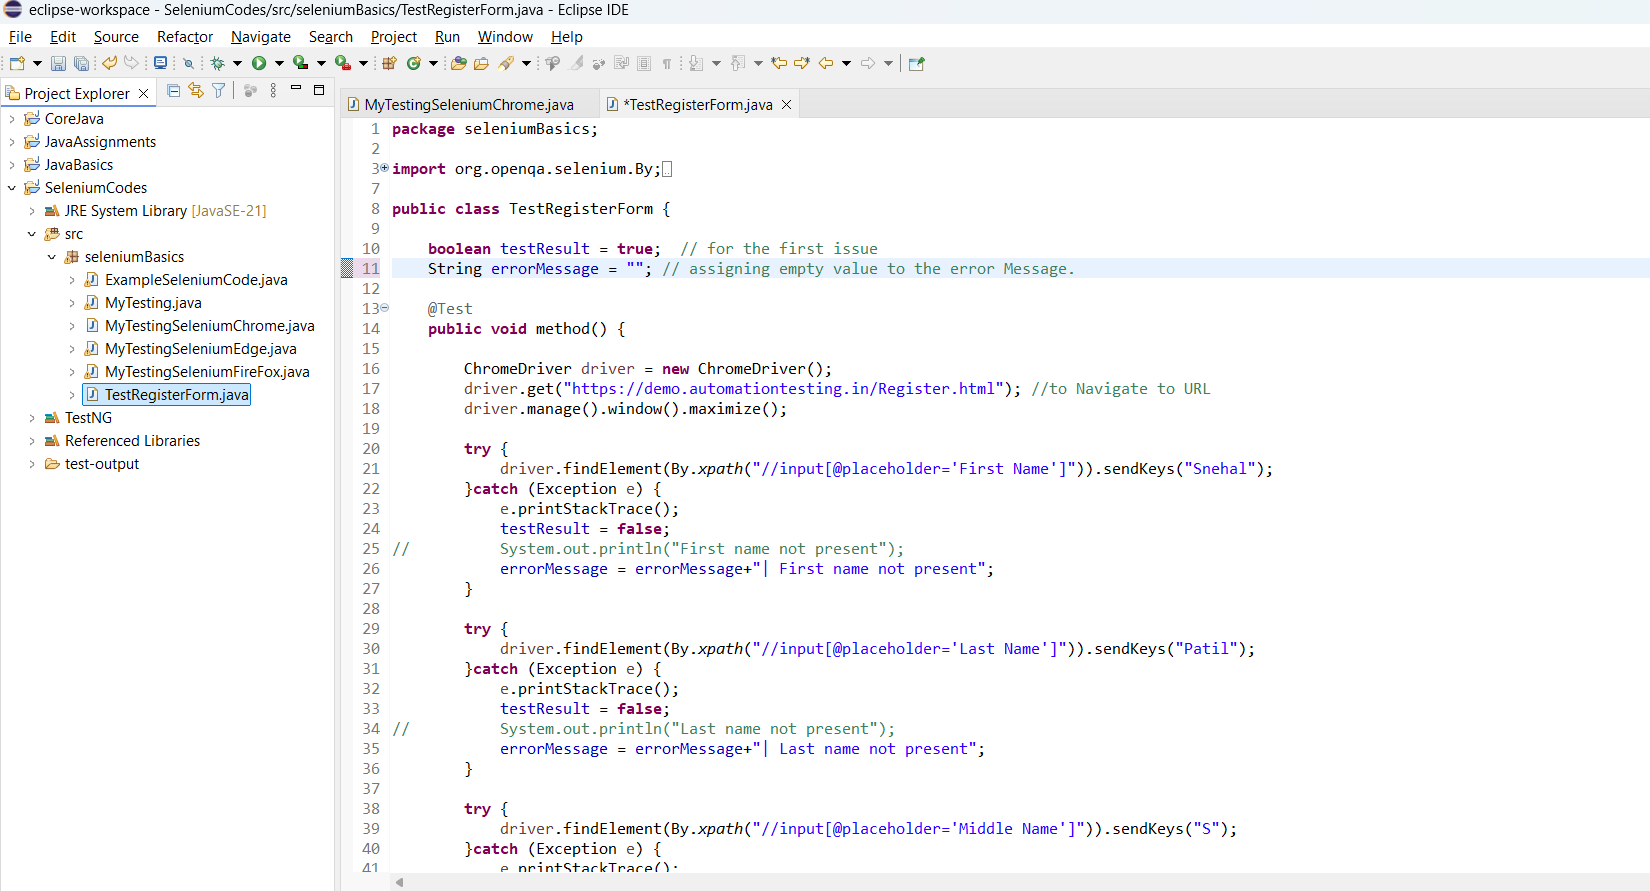 eclipse-workspace - SeleniumCodes/src/seleniumBasics/TestRegisterForm.java - Eclipse IDE
File Edit Source Refactor Navigate Search Project Run Window Help
Project Explorer
CoreJava
JavaAssignments
JavaBasics
SeleniumCodes
JRE System Library [JavaSE-21]
src
seleniumBasics
ExampleSeleniumCode.java
MyTesting.java
MyTestingSeleniumChrome.java
MyTestingSeleniumEdge.java
MyTestingSeleniumFireFox.java
TestRegisterForm.java
TestNG
Referenced Libraries
test-output
MyTestingSeleniumChrome.java *TestRegisterForm.java
1 package seleniumBasics;
2
3 import org.openqa.selenium.By;
7
8 public class TestRegisterForm {
9
10 boolean testResult = true; // for the first issue
11 String errorMessage = ""; // assigning empty value to the error Message.
12
13 @Test
14 public void method() {
15
16 ChromeDriver driver = new ChromeDriver();
17 driver.get("https://demo.automationtesting.in/Register.html"); //to Navigate to URL
18 driver.manage().window().maximize();
19
20 try {
21 driver.findElement(By.xpath("//input[@placeholder='First Name']")).sendKeys("Snehal");
22 }catch (Exception e) {
23 e.printStackTrace();
24 testResult = false;
25 // System.out.println("First name not present");
26 errorMessage = errorMessage+"| First name not present";
27 }
28
29 try {
30 driver.findElement(By.xpath("//input[@placeholder='Last Name']")).sendKeys("Patil");
31 }catch (Exception e) {
32 e.printStackTrace();
33 testResult = false;
34 // System.out.println("Last name not present");
35 errorMessage = errorMessage+"| Last name not present";
36 }
37
38 try {
39 driver.findElement(By.xpath("//input[@placeholder='Middle Name']")).sendKeys("S");
40 }catch (Exception e) {
41 e.printStackTrace();